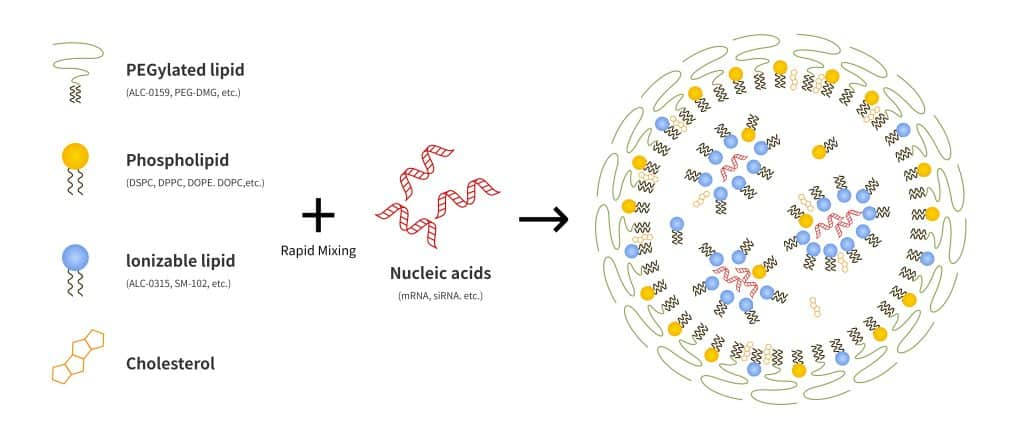 PEGylated lipid
(ALC-0159, PEG-DMG, etc.)
Phospholipid
(DSPC, DPPC, DOPE. DOPC,etc.)
Ionizable lipid
(ALC-0315, SM-102, etc.)
Cholesterol
+
Rapid Mixing
Nucleic acids
(mRNA, siRNA. etc.)